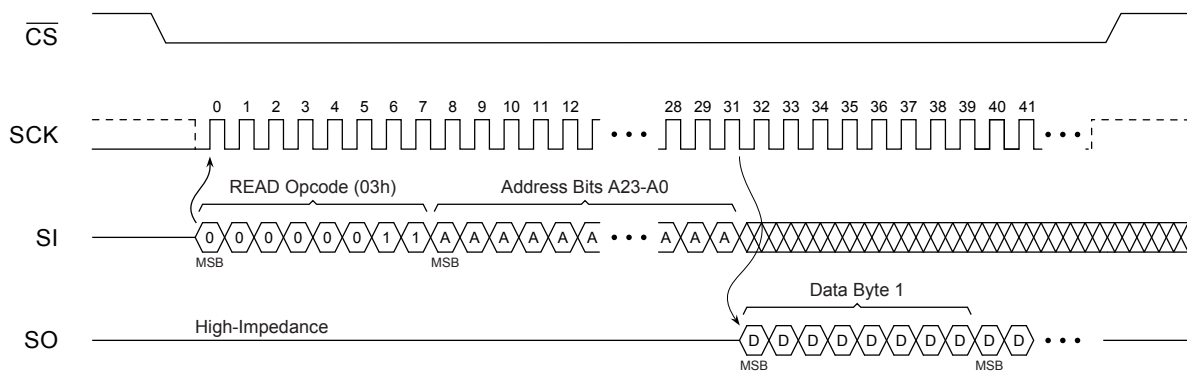 CS
0 1 2 3 4 5 6 7 8 9 10 11 12 28 29 30 31 32 33 34 35 36 37 38 39 40 41
SCK • • • • • •
READ Opcode (03h) Address Bits A23-A0
SI 0 0 0 0 0 0 1 1 A A A A A A • • • A A A
MSB MSB
Data Byte 1
High-Impedance
SO D D D D D D D D D D • • •
MSB MSB